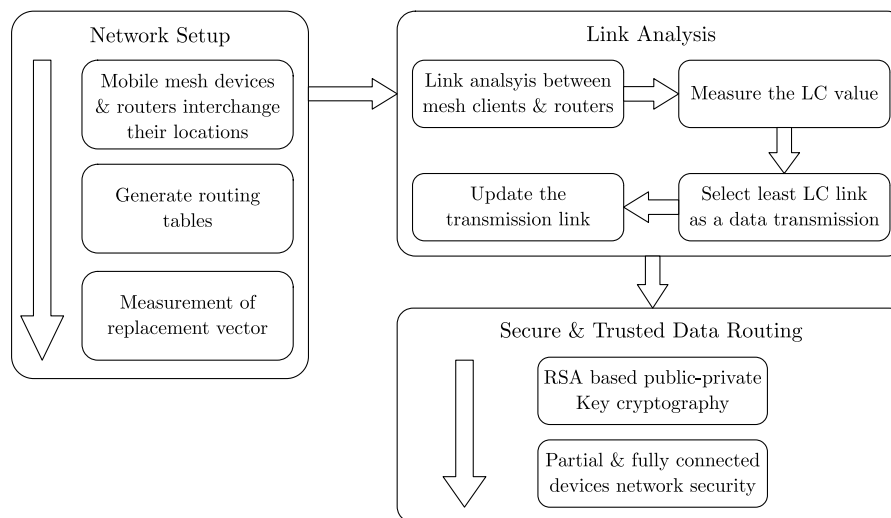 Network Setup
Mobile mesh devices
& routers interchange
their locations
Generate routing
tables
Measurement of
replacement vector
Link Analysis
Link analsyis between
mesh clients & routers
Measure the LC value
Select least LC link
as a data transmission
Update the
transmission link
Secure & Trusted Data Routing
RSA based public-private
Key cryptography
Partial & fully connected
devices network security